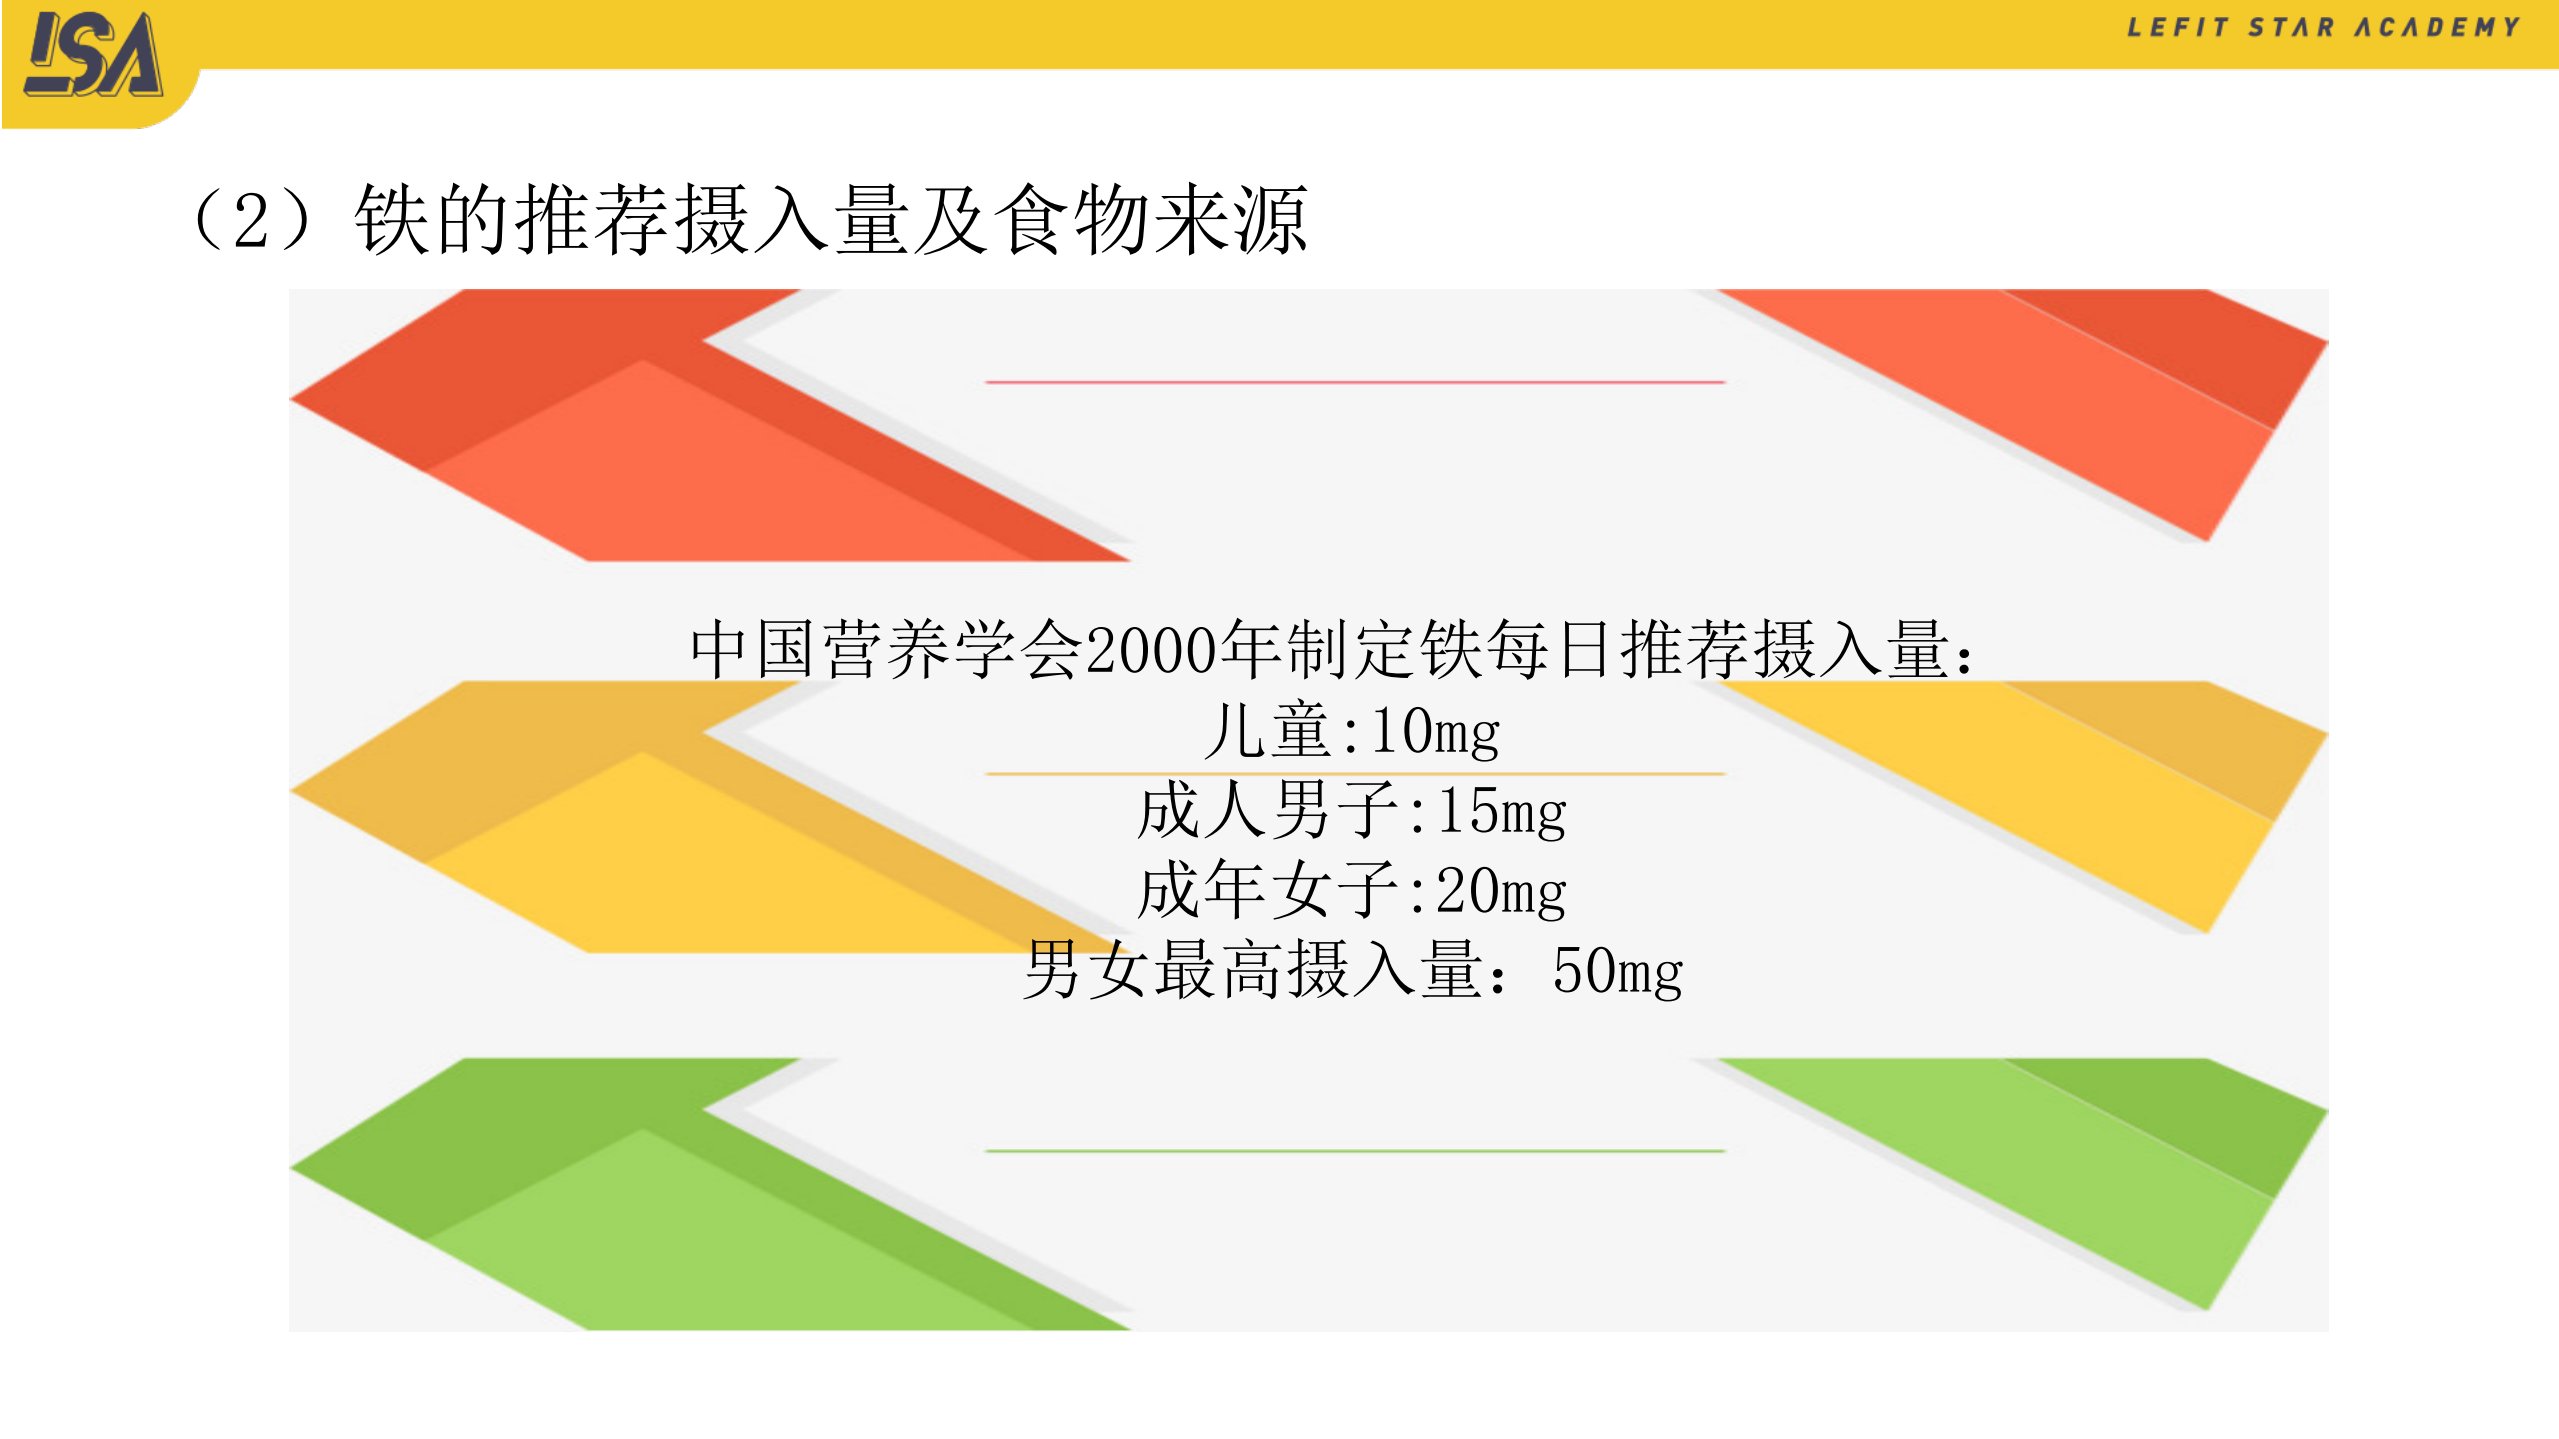 LSA
LEFIT STAR ACADEMY
（2）铁的推荐摄入量及食物来源
中国营养学会2000年制定铁每日推荐摄入量：
儿童:10mg
成人男子:15mg
成年女子:20mg
男女最高摄入量：50mg